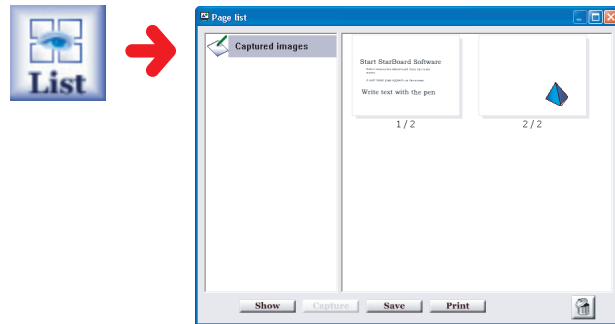 List
Page list
Captured images
Start StarBoard Software
Write text with the pen
1 / 2
2 / 2
Show
Capture
Save
Print